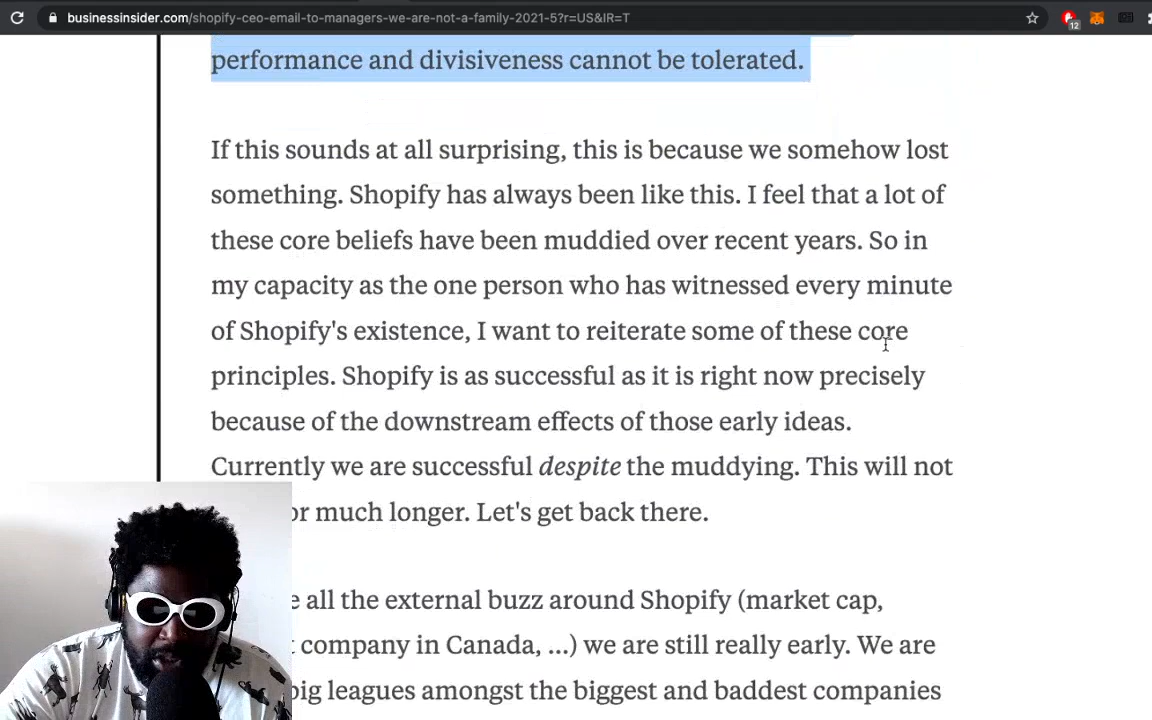 businessinsider.com/shopify-ceo-email-to-managers-we-are-not-a-family-2021-5?r=US&IR=T
12
performance and divisiveness cannot be tolerated.
If this sounds at all surprising, this is because we somehow lost
something. Shopify has always been like this. I feel that a lot of
these core beliefs have been muddied over recent years. So in
my capacity as the one person who has witnessed every minute
of Shopify's existence, I want to reiterate some of these core
principles. Shopify is as successful as it is right now precisely
because of the downstream effects of those early ideas.
Currently we are successful despite the muddying. This will not
much longer. Let's get back there.
all the external buzz around Shopify (market cap,
company in Canada, ...) we are still really early. We are
big leagues amongst the biggest and baddest companies